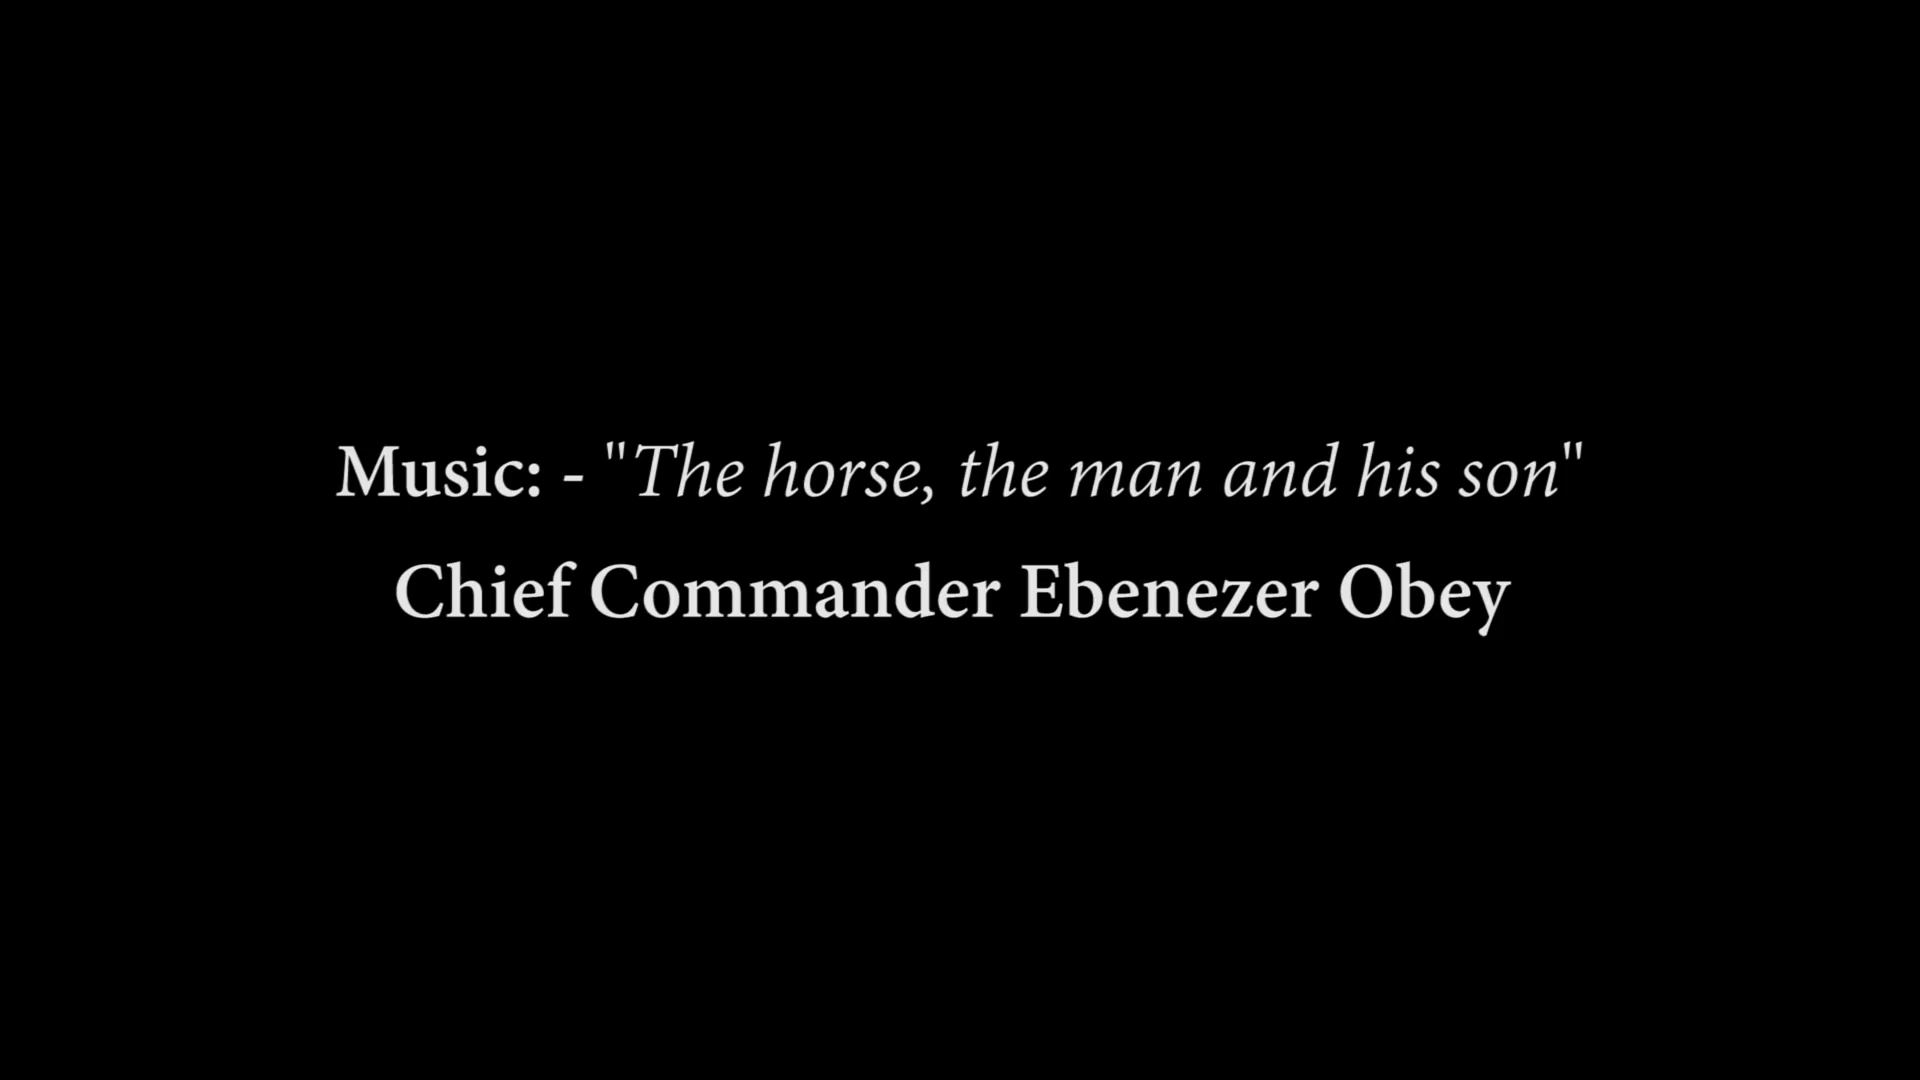 Music: - "The horse, the man and his son"
Chief Commander Ebenezer Obey